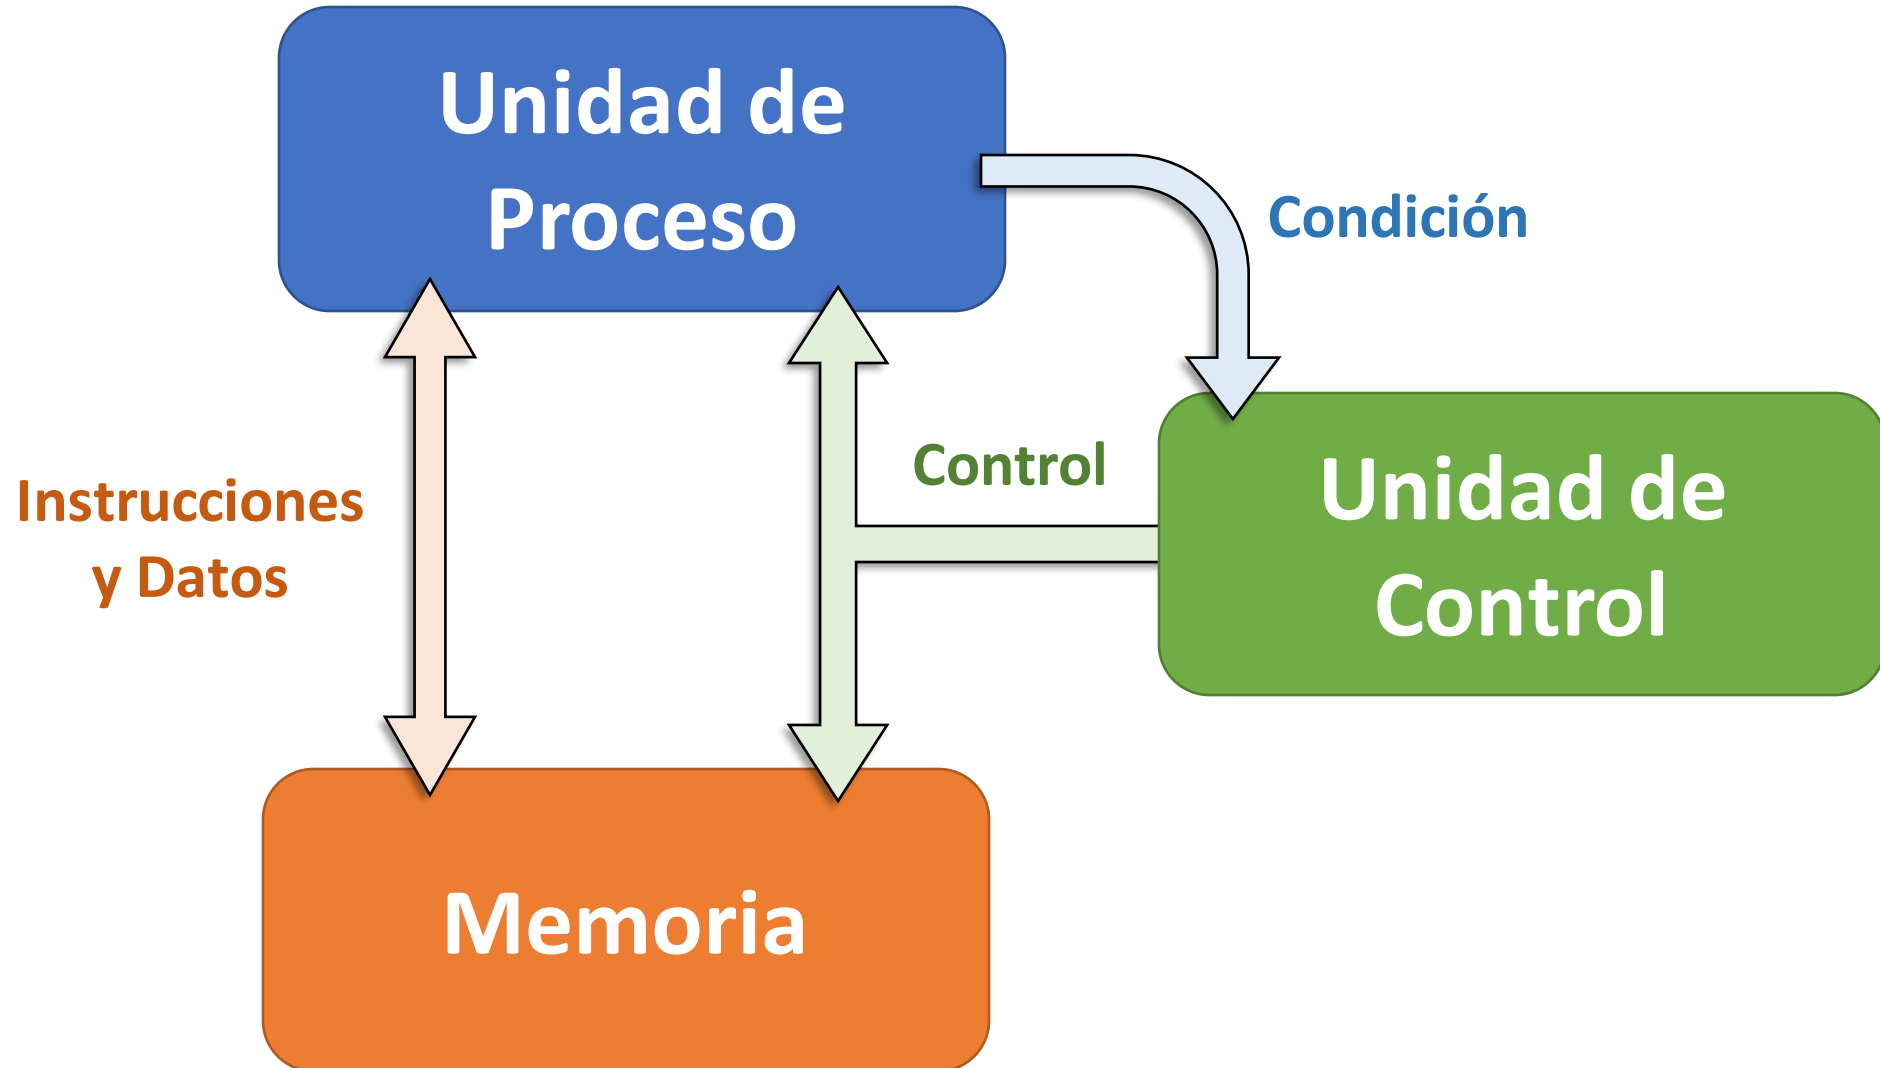 Unidad de
Proceso
Condición
Control
Instrucciones
y Datos
Unidad de
Control
Memoria